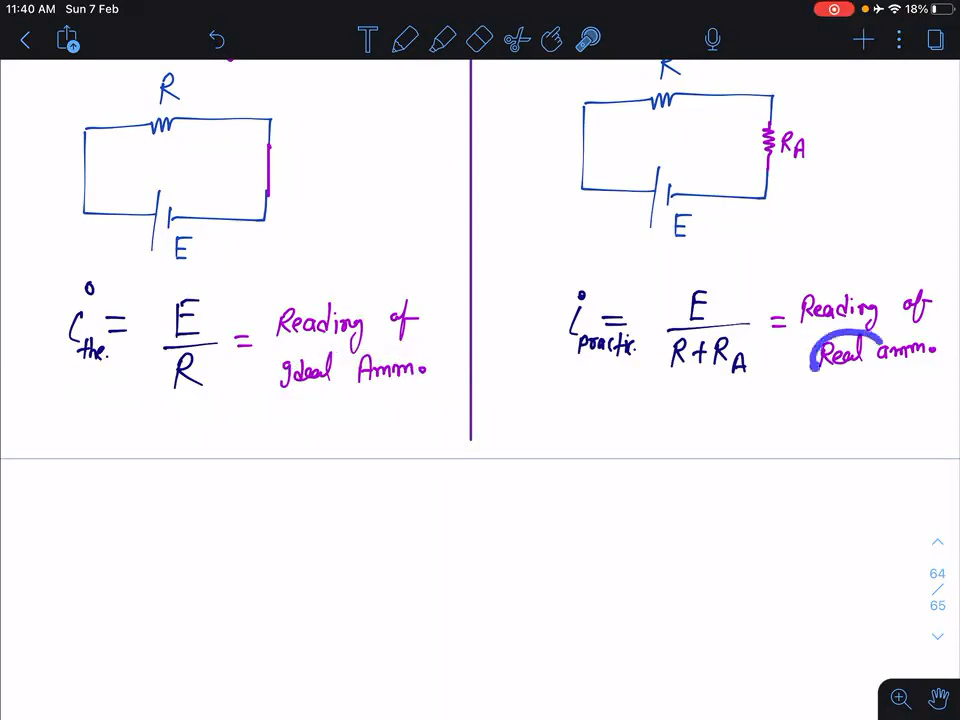 11:40 AM Sun 7 Feb
18%
T
R
E
i the. = E / R = Reading of
Ideal Amm.
R
RA
E
i practic. = E / R + RA = Reading of
Real amm.
64
/
65